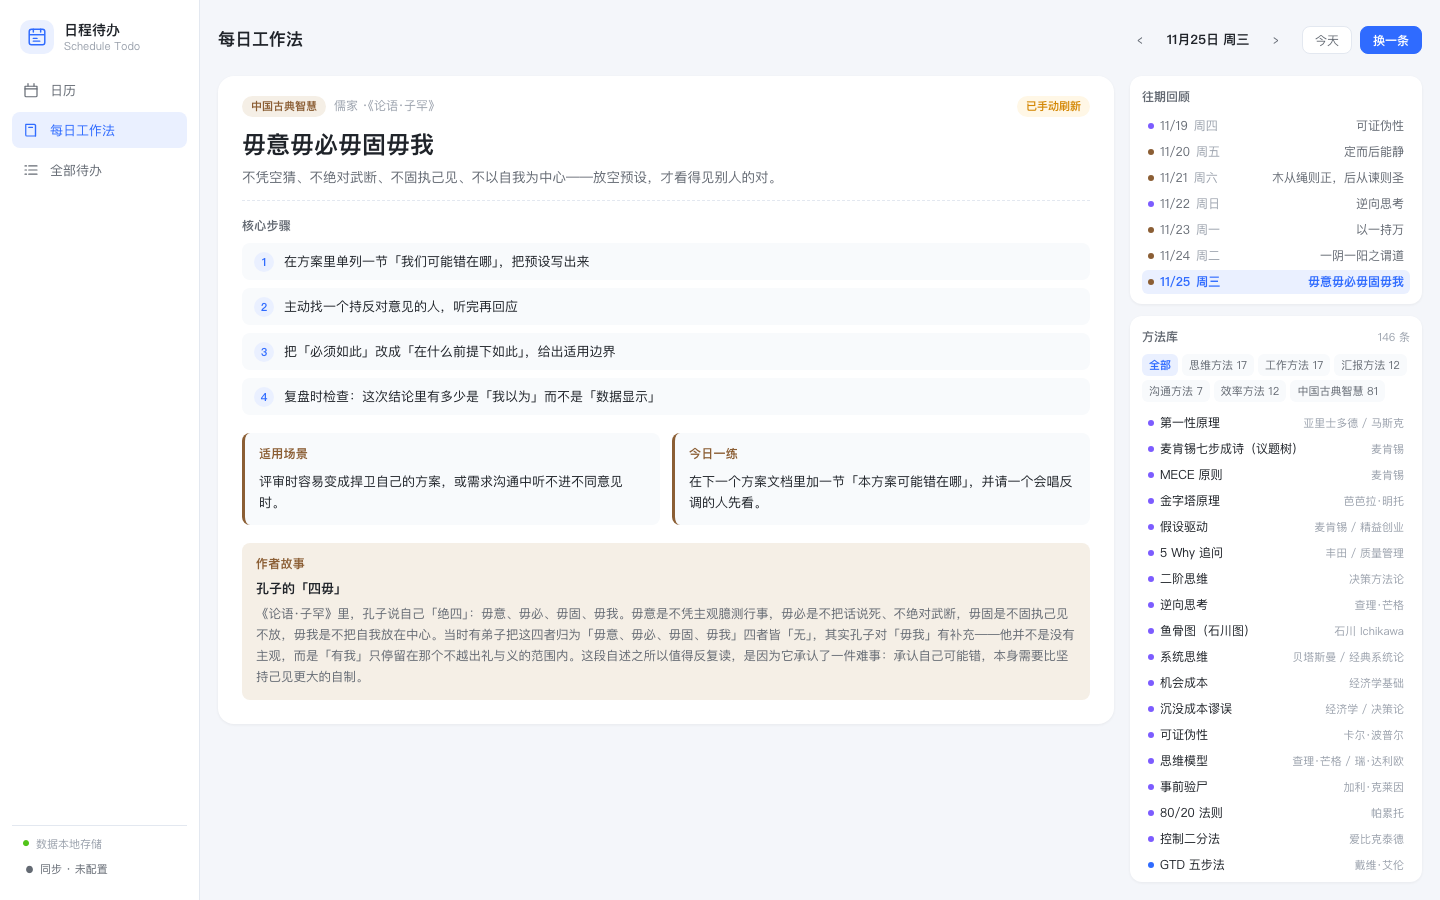 日程待办
Schedule Todo
日历
每日工作法
全部待办
数据本地存储
同步 · 未配置
每日工作法
11月25日 周三
今天
换一条
中国古典智慧
儒家 ·《论语·子罕》
已手动刷新
毋意毋必毋固毋我
不凭空猜、不绝对武断、不固执己见、不以自我为中心——放空预设，才看得见别人的对。
核心步骤
1 在方案里单列一节「我们可能错在哪」，把预设写出来
2 主动找一个持反对意见的人，听完再回应
3 把「必须如此」改成「在什么前提下如此」，给出适用边界
4 复盘时检查：这次结论里有多少是「我以为」而不是「数据显示」
适用场景
评审时容易变成捍卫自己的方案，或需求沟通中听不进不同意见
时。
今日一练
在下一个方案文档里加一节「本方案可能错在哪」，并请一个会唱反
调的人先看。
作者故事
孔子的「四毋」
《论语·子罕》里，孔子说自己「绝四」：毋意、毋必、毋固、毋我。毋意是不凭主观臆测行事，毋必是不把话说死、不绝对武断，毋固是不固执己见
不放，毋我是不把自我放在中心。当时有弟子把这四者归为「毋意、毋必、毋固、毋我」四者皆「无」，其实孔子对「毋我」有补充——他并不是没有
主观，而是「有我」只停留在那个不越出礼与义的范围内。这段自述之所以值得反复读，是因为它承认了一件难事：承认自己可能错，本身需要比坚
持己见更大的自制。
往期回顾
11/19 周四 可证伪性
11/20 周五 定而后能静
11/21 周六 木从绳则正，后从谏则圣
11/22 周日 逆向思考
11/23 周一 以一持万
11/24 周二 一阴一阳之谓道
11/25 周三 毋意毋必毋固毋我
方法库 146 条
全部 思维方法 17 工作方法 17 汇报方法 12
沟通方法 7 效率方法 12 中国古典智慧 81
第一性原理 亚里士多德 / 马斯克
麦肯锡七步成诗（议题树） 麦肯锡
MECE 原则 麦肯锡
金字塔原理 芭芭拉·明托
假设驱动 麦肯锡 / 精益创业
5 Why 追问 丰田 / 质量管理
二阶思维 决策方法论
逆向思考 查理·芒格
鱼骨图（石川图） 石川 Ichikawa
系统思维 贝塔斯曼 / 经典系统论
机会成本 经济学基础
沉没成本谬误 经济学 / 决策论
可证伪性 卡尔·波普尔
思维模型 查理·芒格 / 瑞·达利欧
事前验尸 加利·克莱因
80/20 法则 帕累托
控制二分法 爱比克泰德
GTD 五步法 戴维·艾伦